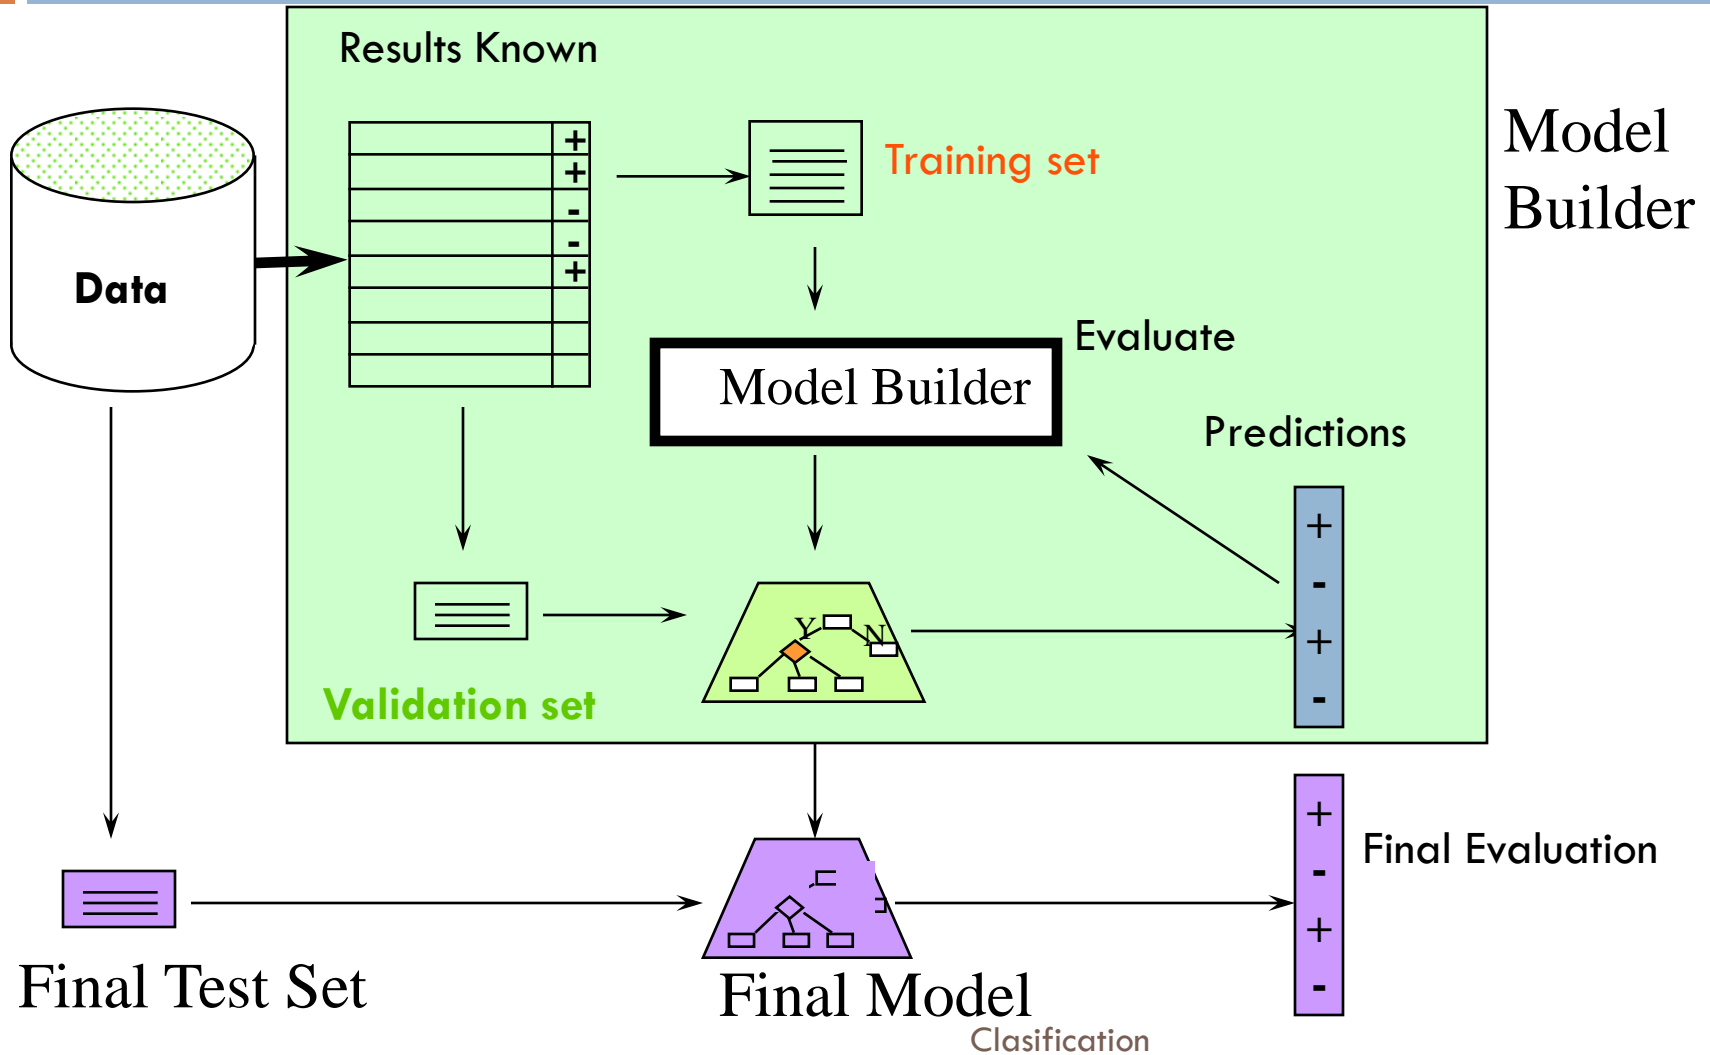 Results Known
Model
Builder
+
+
-
-
+
Training set
Data
Evaluate
Model Builder
Predictions
+
-
+
-
Y
N
Validation set
+
-
+
-
Final Evaluation
Final Test Set
Final Model
Clasification